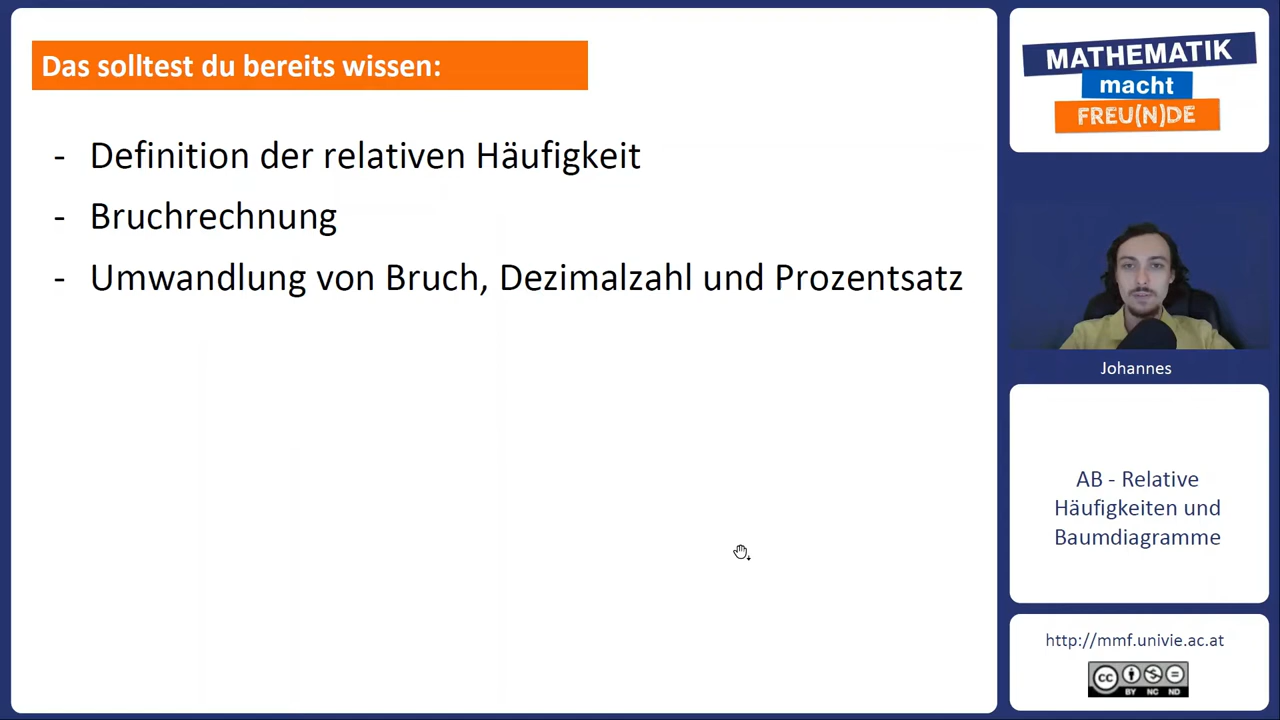 Das solltest du bereits wissen:
- Definition der relativen Häufigkeit
- Bruchrechnung
- Umwandlung von Bruch, Dezimalzahl und Prozentsatz
MATHEMATIK
macht
FREU(N)DE
Johannes
AB - Relative
Häufigkeiten und
Baumdiagramme
http://mmf.univie.ac.at
cc
BY NC ND